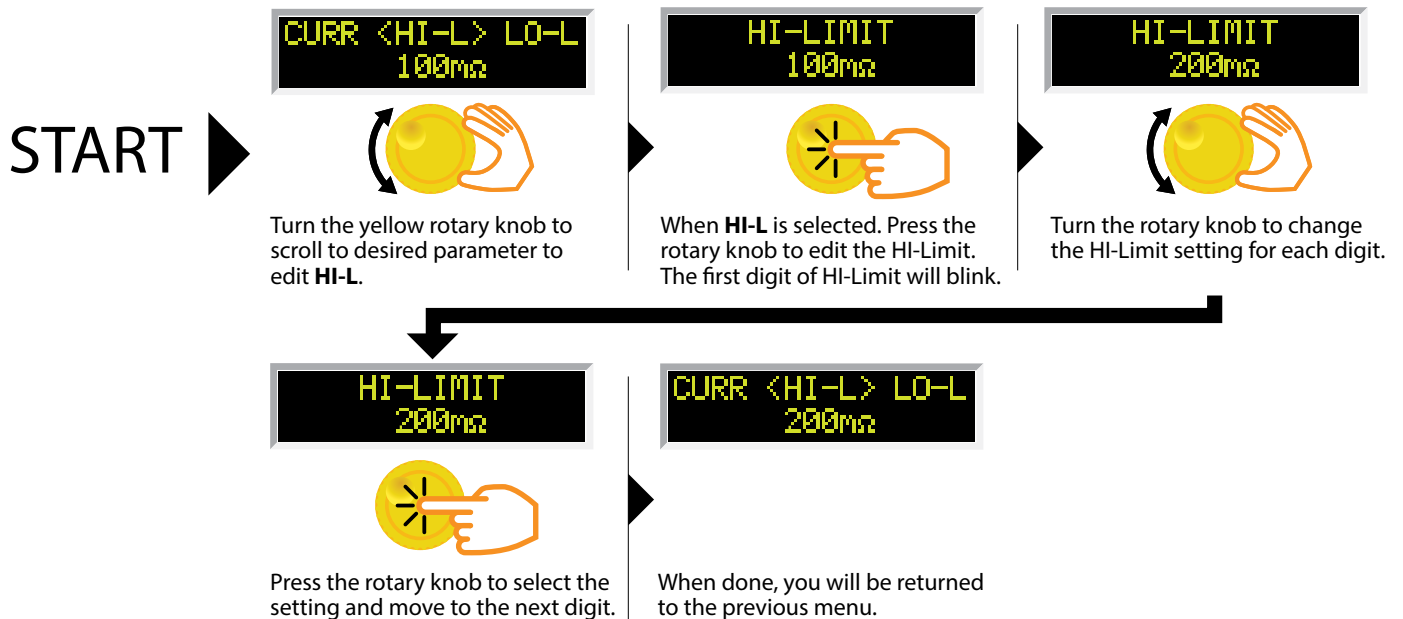 START
CURR <HI-L> LO-L
100mΩ
Turn the yellow rotary knob to
scroll to desired parameter to
edit HI-L.
HI-LIMIT
100mΩ
When HI-L is selected. Press the
rotary knob to edit the HI-Limit.
The first digit of HI-Limit will blink.
HI-LIMIT
200mΩ
Turn the rotary knob to change
the HI-Limit setting for each digit.
HI-LIMIT
200mΩ
Press the rotary knob to select the
setting and move to the next digit.
CURR <HI-L> LO-L
200mΩ
When done, you will be returned
to the previous menu.